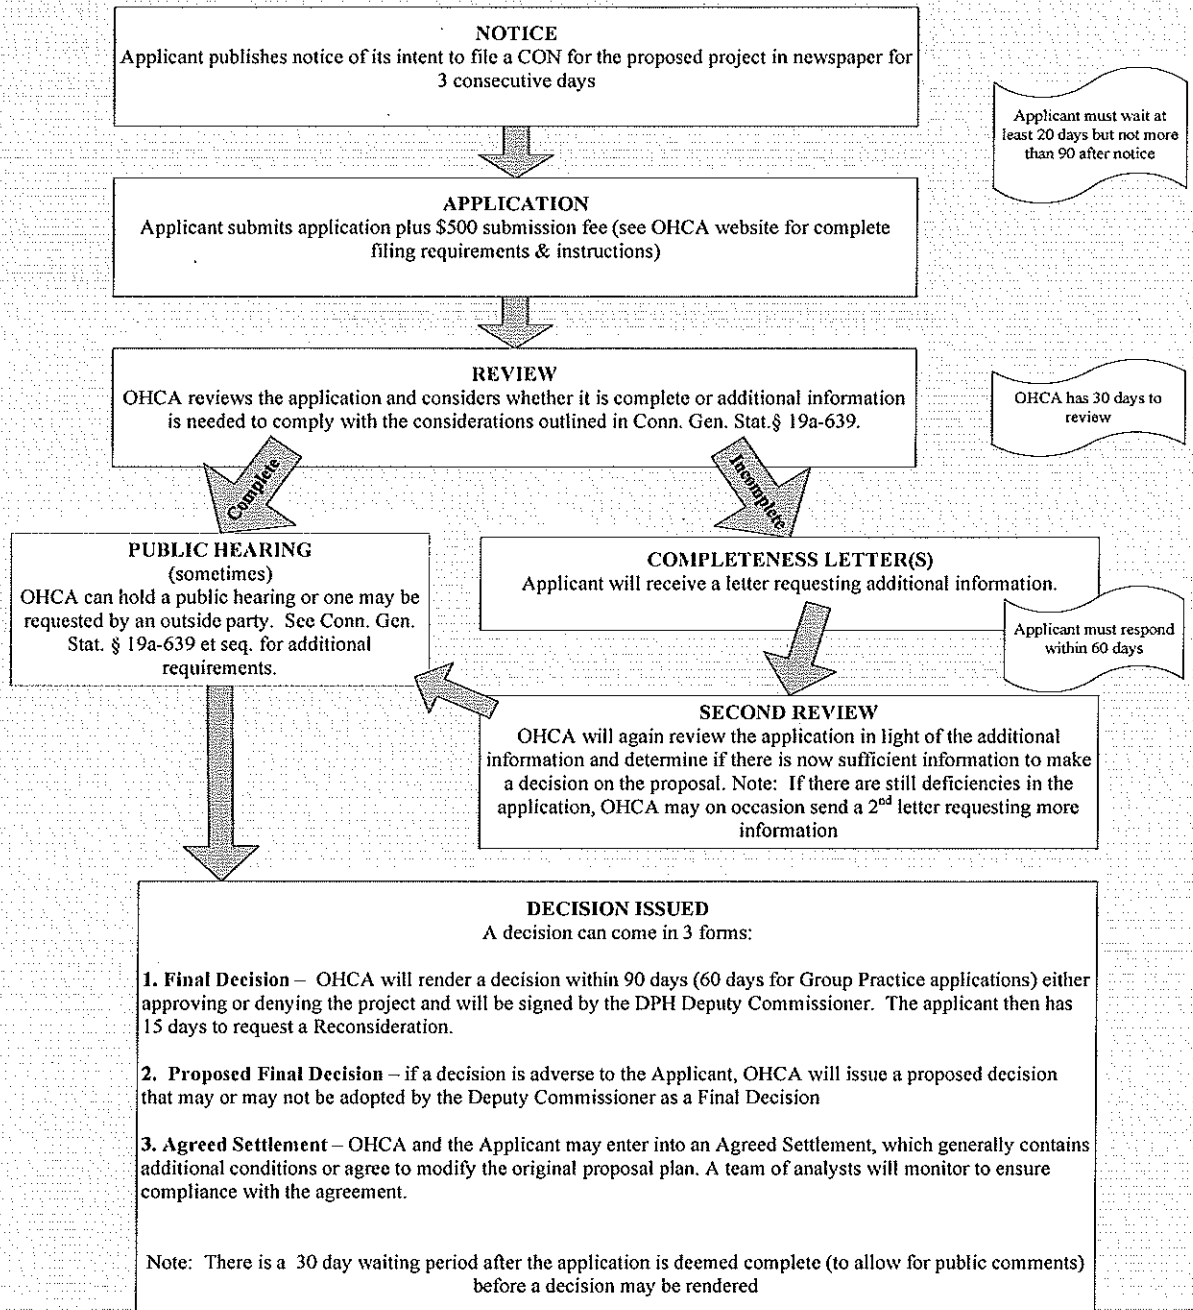 NOTICE
Applicant publishes notice of its intent to file a CON for the proposed project in newspaper for
3 consecutive days
Applicant must wait at
least 20 days but not more
than 90 after notice
APPLICATION
Applicant submits application plus $500 submission fee (see OHCA website for complete
filing requirements & instructions)
REVIEW
OHCA reviews the application and considers whether it is complete or additional information
is needed to comply with the considerations outlined in Conn. Gen. Stat.§ 19a-639.
OHCA has 30 days to
review
Complete
Incomplete
PUBLIC HEARING
(sometimes)
OHCA can hold a public hearing or one may be
requested by an outside party. See Conn. Gen.
Stat. § 19a-639 et seq. for additional
requirements.
COMPLETENESS LETTER(S)
Applicant will receive a letter requesting additional information.
Applicant must respond
within 60 days
SECOND REVIEW
OHCA will again review the application in light of the additional
information and determine if there is now sufficient information to make
a decision on the proposal. Note: If there are still deficiencies in the
application, OHCA may on occasion send a 2nd letter requesting more
information
DECISION ISSUED
A decision can come in 3 forms:
1. Final Decision – OHCA will render a decision within 90 days (60 days for Group Practice applications) either
approving or denying the project and will be signed by the DPH Deputy Commissioner. The applicant then has
15 days to request a Reconsideration.
2. Proposed Final Decision – if a decision is adverse to the Applicant, OHCA will issue a proposed decision
that may or may not be adopted by the Deputy Commissioner as a Final Decision
3. Agreed Settlement – OHCA and the Applicant may enter into an Agreed Settlement, which generally contains
additional conditions or agree to modify the original proposal plan. A team of analysts will monitor to ensure
compliance with the agreement.
Note: There is a 30 day waiting period after the application is deemed complete (to allow for public comments)
before a decision may be rendered